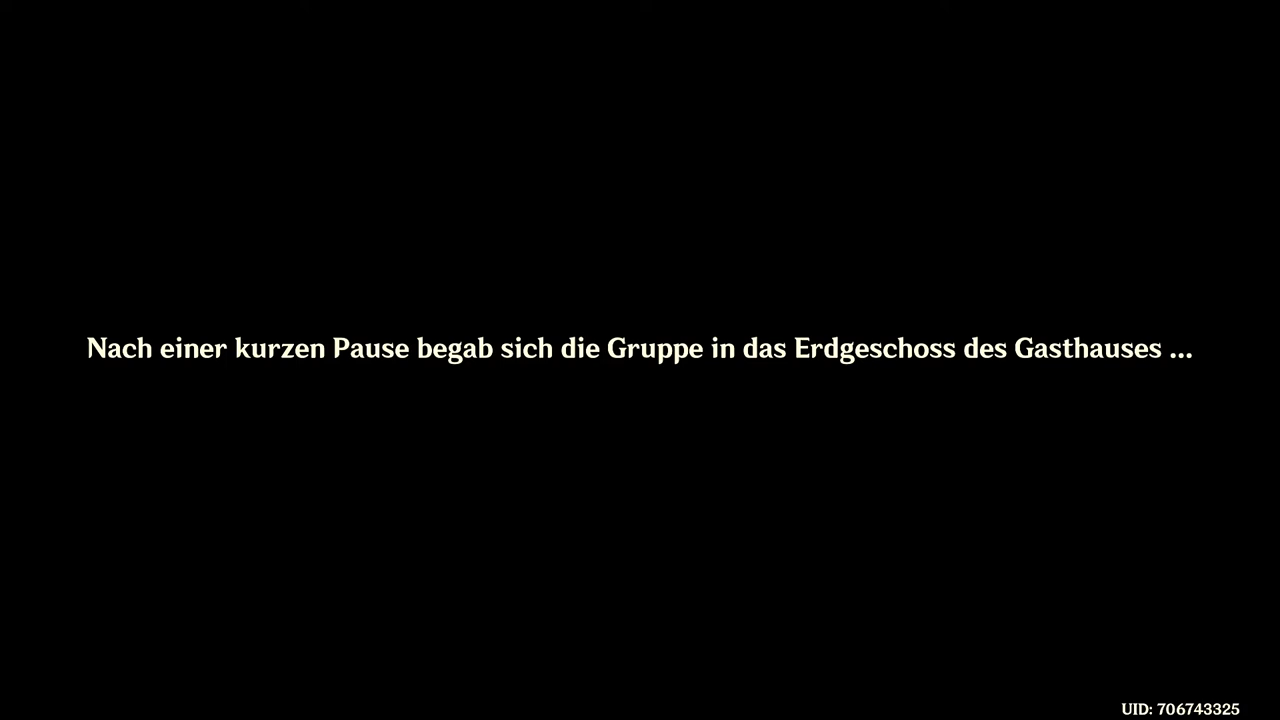 Nach einer kurzen Pause begab sich die Gruppe in das Erdgeschoss des Gasthauses ...
UID: 706743325